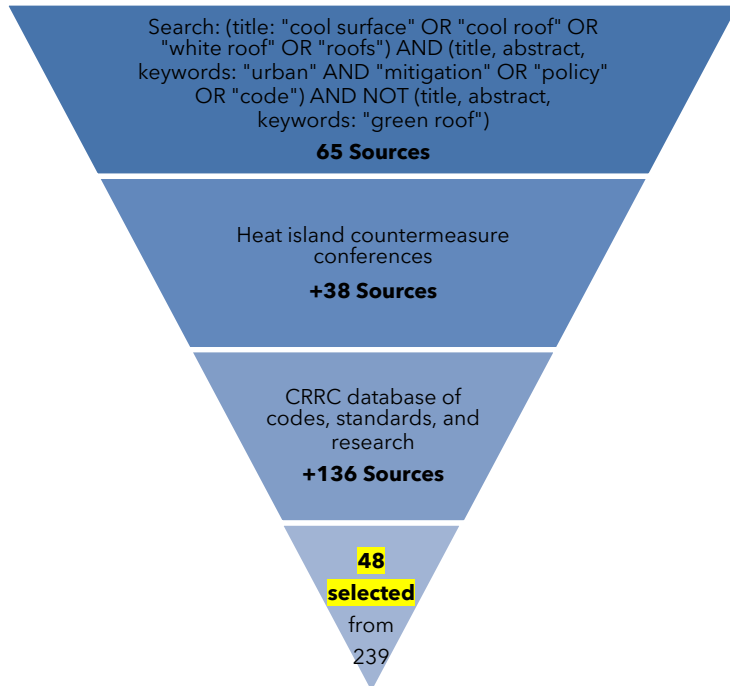 Search: (title: "cool surface" OR "cool roof" OR
"white roof" OR "roofs") AND (title, abstract,
keywords: "urban" AND "mitigation" OR "policy"
OR "code") AND NOT (title, abstract,
keywords: "green roof")
65 Sources
Heat island countermeasure
conferences
+38 Sources
CRRC database of
codes, standards, and
research
+136 Sources
48
selected
from
239